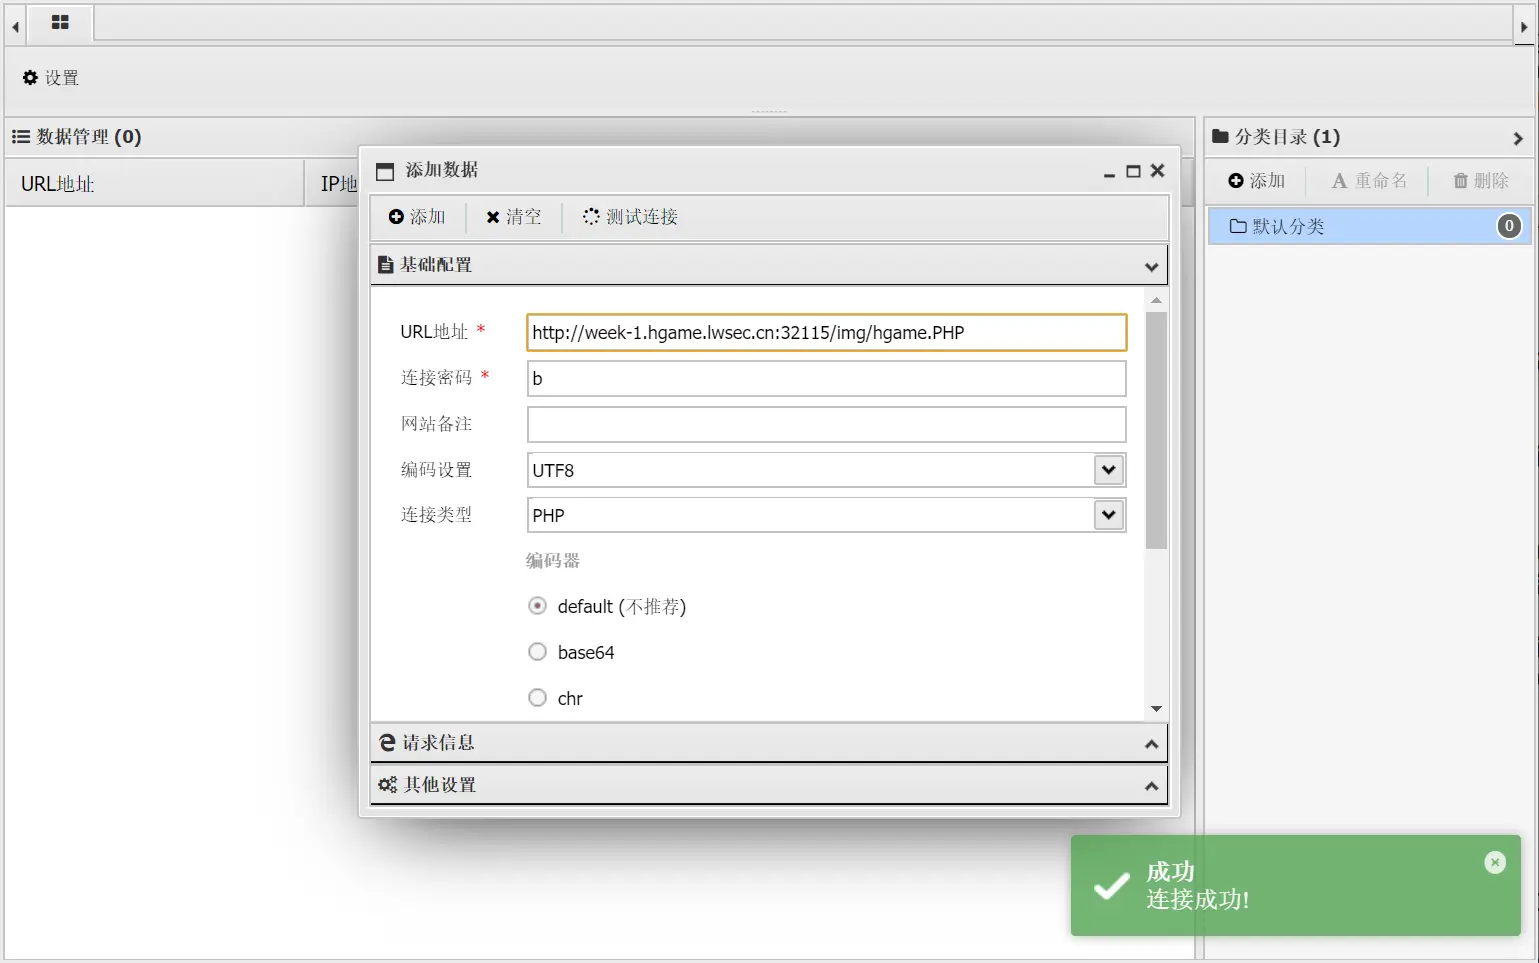 设置
数据管理 (0)
分类目录 (1)
URL地址
IP地
添加
重命名
删除
默认分类
0
添加数据
添加
清空
测试连接
基础配置
URL地址 *
http://week-1.hgame.lwsec.cn:32115/img/hgame.PHP
连接密码 *
b
网站备注
编码设置
UTF8
连接类型
PHP
编码器
default (不推荐)
base64
chr
请求信息
其他设置
成功
连接成功!